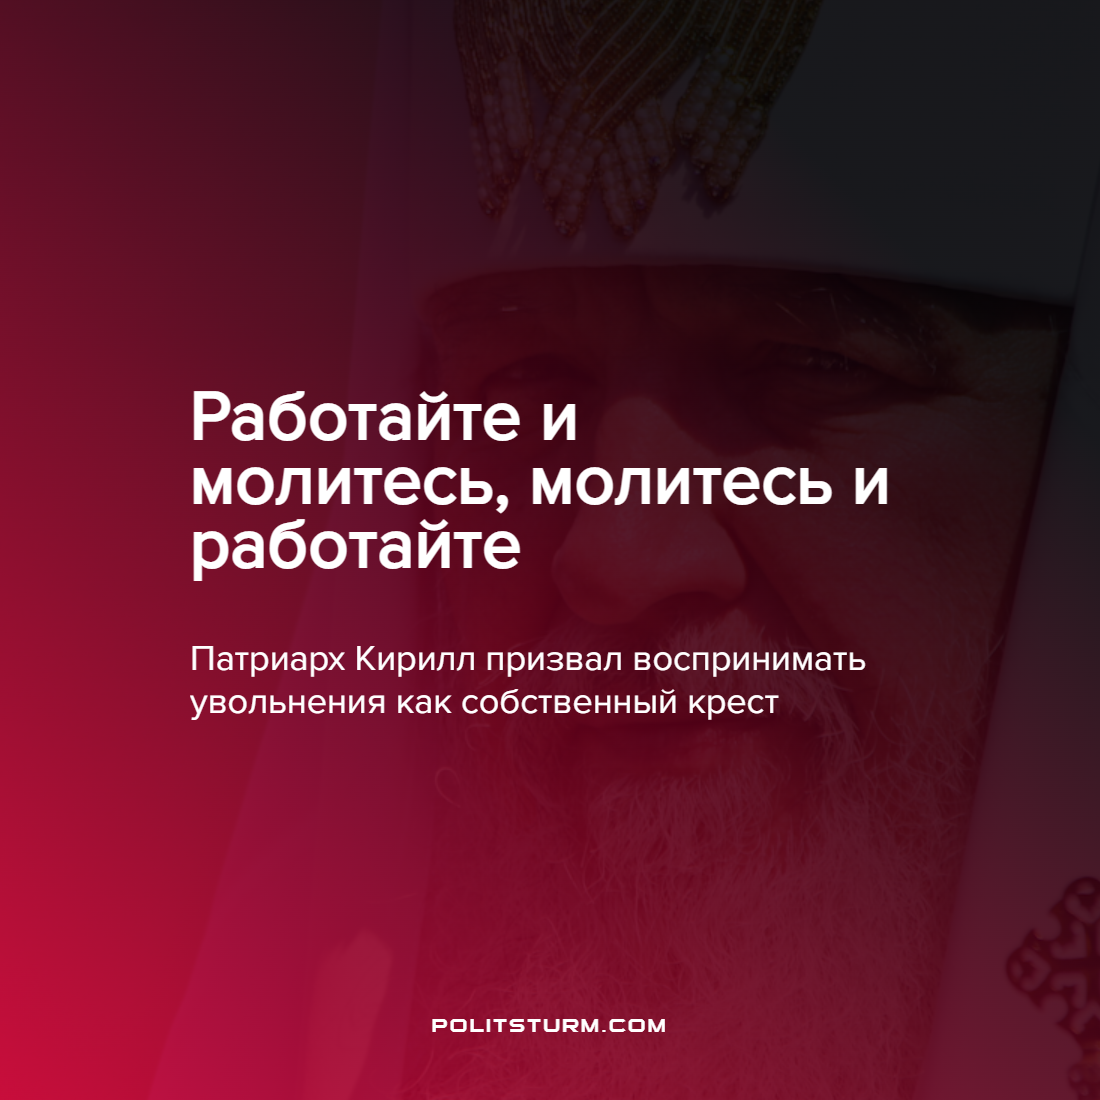 Работайте и
молитесь, молитесь и
работайте
Патриарх Кирилл призвал воспринимать
увольнения как собственный крест
POLITSTURM.COM